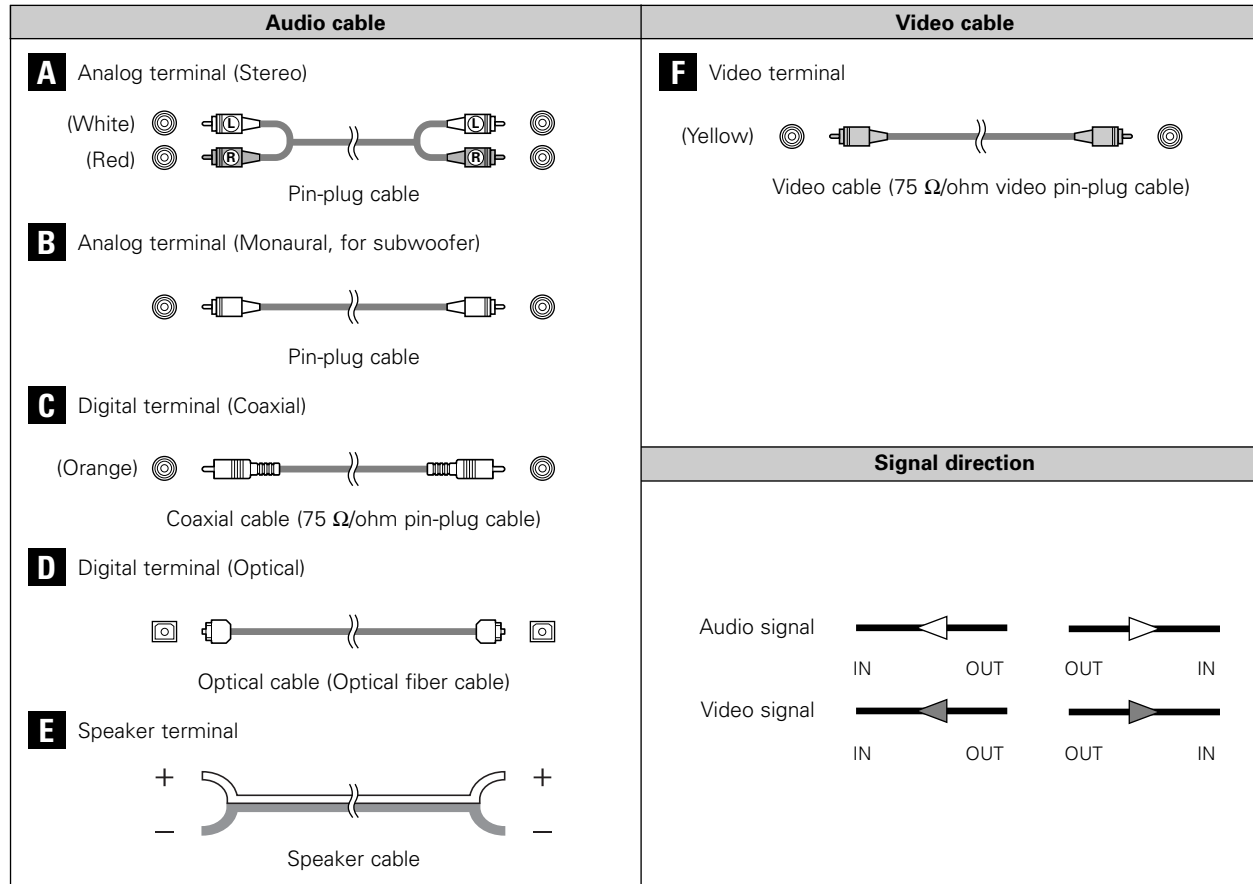 Audio cable
A Analog terminal (Stereo)
(White) L L
(Red) R R
Pin-plug cable
B Analog terminal (Monaural, for subwoofer)
Pin-plug cable
C Digital terminal (Coaxial)
(Orange)
Coaxial cable (75 Ω/ohm pin-plug cable)
D Digital terminal (Optical)
Optical cable (Optical fiber cable)
E Speaker terminal
+ +
– –
Speaker cable
Video cable
F Video terminal
(Yellow)
Video cable (75 Ω/ohm video pin-plug cable)
Signal direction
Audio signal
IN OUT OUT IN
Video signal
IN OUT OUT IN